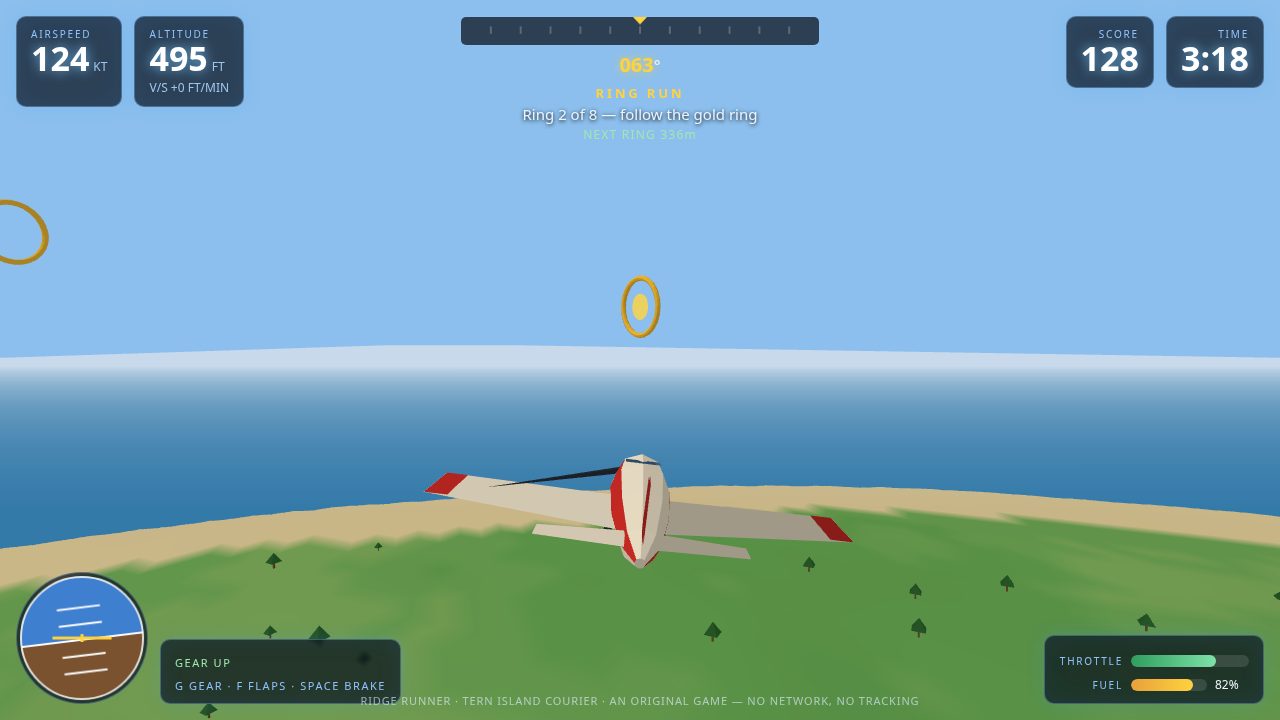 AIRSPEED
124 KT
ALTITUDE
495 FT
V/S +0 FT/MIN
063°
RING RUN
Ring 2 of 8 — follow the gold ring
NEXT RING 336m
SCORE
128
TIME
3:18
GEAR UP
G GEAR · F FLAPS · SPACE BRAKE
THROTTLE
FUEL 82%
RIDGE RUNNER · TERN ISLAND COURIER · AN ORIGINAL GAME — NO NETWORK, NO TRACKING